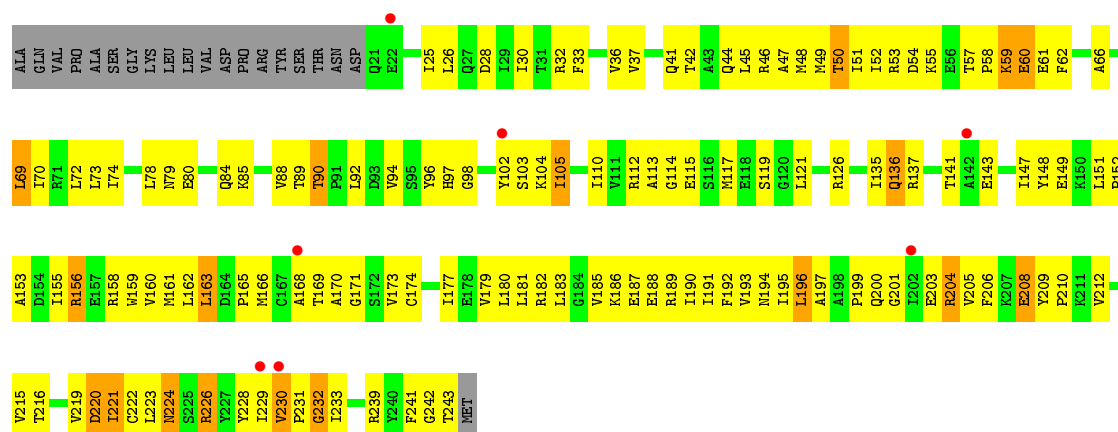 ALA GLN VAL PRO ALA SER GLY LYS LEU LEU VAL ASP PRO ARG TYR SER THR ASN ASP Q21 E22 I25 L26 Q27 D28 I29 I30 T31 R32 F33 V36 V37 Q41 T42 A43 Q44 L45 R46 A47 M48 M49 T50 I51 I52 R53 D54 K55 E56 T57 P58 K59 E60 E61 F62 A66
L69 I70 R71 L72 L73 I74 L78 N79 E80 Q84 K85 V88 T89 T90 P91 L92 D93 V94 S95 Y96 H97 G98 Y102 S103 K104 I105 I110 V111 R112 A113 G114 E115 S116 M117 E118 S119 G120 L121 R126 I135 Q136 R137 T141 A142 E143 I147 Y148 E149 K150 L151 P152
A153 D154 I155 R156 E157 R158 W159 V160 M161 L162 L163 D164 P165 M166 C167 A168 T169 A170 G171 S172 V173 C174 I177 E178 V179 L180 L181 R182 L183 G184 V185 K186 E187 E188 R189 I190 I191 F192 V193 N194 I195 L196 A197 A198 P199 Q200 G201 I202 E203 R204 V205 F206 K207 E208 Y209 P210 K211 V212
V215 T216 V219 D220 I221 C222 L223 N224 S225 R226 Y227 Y228 I229 V230 P231 G232 I233 R239 Y240 F241 G242 T243 MET